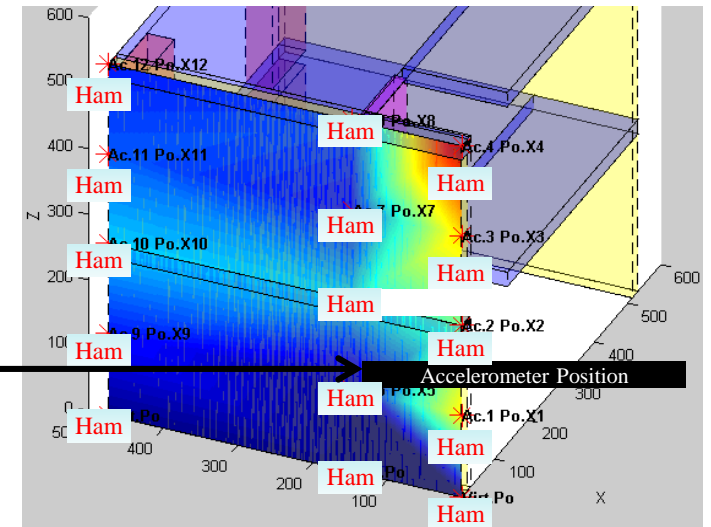 600
Ac.12 Po.X12
500
Ham
Ham
Po.X8
Ac.4 Po.X4
400
Ac.11 Po.X11
Ham
Ham
Po.X7
300
Ham
Ac.3 Po.X3
Z
Ac.10 Po.X10
Ham
Ham
200
600
Ham
Ac.2 Po.X2
500
100
Ac.9 Po.X9
Ham
Ham
400
Accelerometer Position
300
Ham
Po.X5
Ac.1 Po.X1
0
Po
Ham
Ham
200
400
300
Ham
Po
100
X
200
100
Virt.Po
Ham